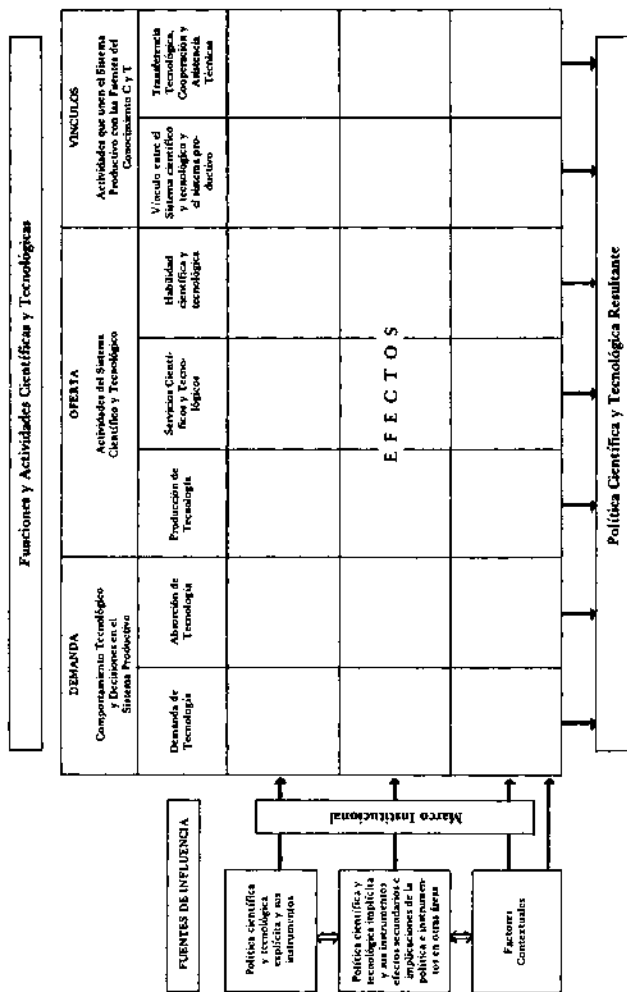 Funciones y Actividades Científicas y Tecnológicas
DEMANDA
Comportamiento Tecnológico
y Decisiones en el
Sistema Productivo
OFERTA
Actividades del Sistema
Científico y Tecnológico
VINCULOS
Actividades que unen el Sistema
Productivo con las Fuentes del
Conocimiento C y T
Demanda de
Tecnología
Absorción de
Tecnología
Producción de
Tecnología
Servicios Cientí-
ficos y Tecno-
lógicos
Habilidad
científica y
tecnológica
Vínculo entre el
Sistema científico
y tecnológico y
el sistema pro-
ductivo
Transferencia
Tecnológica,
Cooperación y
Asistencia
Técnicas
FUENTES DE INFLUENCIA
Política científica
y tecnológica
explícita y sus
instrumentos
Política científica y
tecnológica implícita
y sus instrumentos
efectos secundarios e
implicaciones de la
política e instrumen-
tos en otras áreas
Factores
Contextuales
Marco Institucional
EFECTOS
Política Científica y Tecnológica Resultante